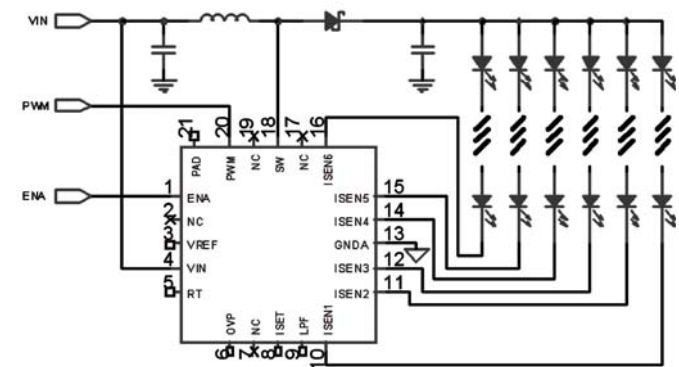 VIN
PWM
ENA
21
20
19
18
17
16
PAD
PWM
NC
SW
NC
ISEN6
1
ENA
2
NC
3
VREF
4
VIN
5
RT
ISEN5
15
ISEN4
14
GNDA
13
ISEN3
12
ISEN2
11
OVP
NC
ISET
LPF
ISEN1
6
7
8
9
10